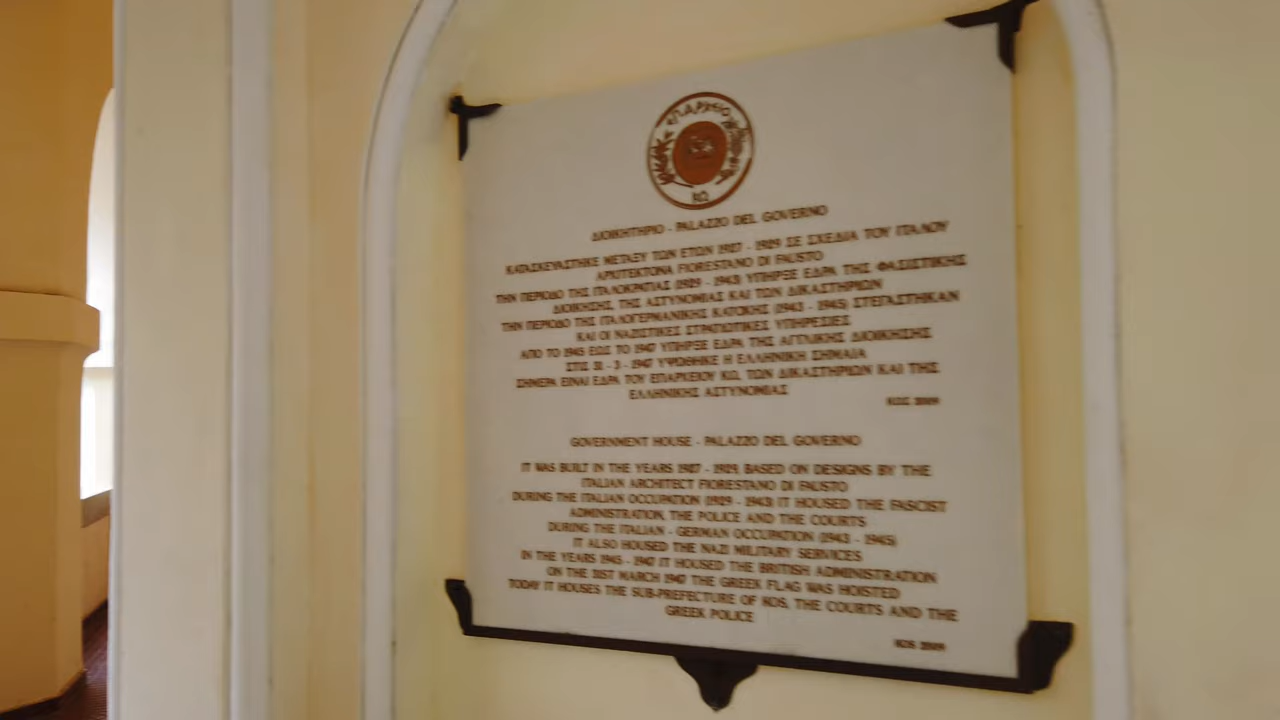 ΕΠΑΡΧΕΙΟ
ΚΩ
ΔΙΟΙΚΗΤΗΡΙΟ - PALAZZO DEL GOVERNO
ΚΑΤΑΣΚΕΥΑΣΤΗΚΕ ΜΕΤΑΞΥ ΤΩΝ ΕΤΩΝ 1927 - 1929 ΣΕ ΣΧΕΔΙΑ ΤΟΥ ΙΤΑΛΟΥ
ΑΡΧΙΤΕΚΤΟΝΑ FIORESTANO DI FAUSTO
ΤΗΝ ΠΕΡΙΟΔΟ ΤΗΣ ΙΤΑΛΟΚΡΑΤΙΑΣ (1929 - 1943) ΥΠΗΡΞΕ ΕΔΡΑ ΤΗΣ ΦΑΣΙΣΤΙΚΗΣ
ΔΙΟΙΚΗΣΗΣ, ΤΗΣ ΑΣΤΥΝΟΜΙΑΣ ΚΑΙ ΤΩΝ ΔΙΚΑΣΤΗΡΙΩΝ
ΤΗΝ ΠΕΡΙΟΔΟ ΤΗΣ ΙΤΑΛΟΓΕΡΜΑΝΙΚΗΣ ΚΑΤΟΧΗΣ (1943 - 1945) ΣΤΕΓΑΣΤΗΚΑΝ
ΚΑΙ ΟΙ ΝΑΖΙΣΤΙΚΕΣ ΣΤΡΑΤΙΩΤΙΚΕΣ ΥΠΗΡΕΣΙΕΣ
ΑΠΟ ΤΟ 1945 ΕΩΣ ΤΟ 1947 ΥΠΗΡΞΕ ΕΔΡΑ ΤΗΣ ΑΓΓΛΙΚΗΣ ΔΙΟΙΚΗΣΗΣ
ΣΤΙΣ 31 - 3 - 1947 ΥΨΩΘΗΚΕ Η ΕΛΛΗΝΙΚΗ ΣΗΜΑΙΑ
ΣΗΜΕΡΑ ΕΙΝΑΙ ΕΔΡΑ ΤΟΥ ΕΠΑΡΧΕΙΟΥ ΚΩ, ΤΩΝ ΔΙΚΑΣΤΗΡΙΩΝ ΚΑΙ ΤΗΣ
ΕΛΛΗΝΙΚΗΣ ΑΣΤΥΝΟΜΙΑΣ
ΚΩΣ 2009
GOVERNMENT HOUSE - PALAZZO DEL GOVERNO
IT WAS BUILT IN THE YEARS 1927 - 1929, BASED ON DESIGNS BY THE
ITALIAN ARCHITECT FIORESTANO DI FAUSTO
DURING THE ITALIAN OCCUPATION (1929 - 1943) IT HOUSED THE FASCIST
ADMINISTRATION, THE POLICE AND THE COURTS
DURING THE ITALIAN - GERMAN OCCUPATION (1943 - 1945)
IT ALSO HOUSED THE NAZI MILITARY SERVICES
IN THE YEARS 1945 - 1947 IT HOUSED THE BRITISH ADMINISTRATION
ON THE 31ST MARCH 1947 THE GREEK FLAG WAS HOISTED
TODAY IT HOUSES THE SUB-PREFECTURE OF KOS, THE COURTS AND THE
GREEK POLICE
KOS 2009